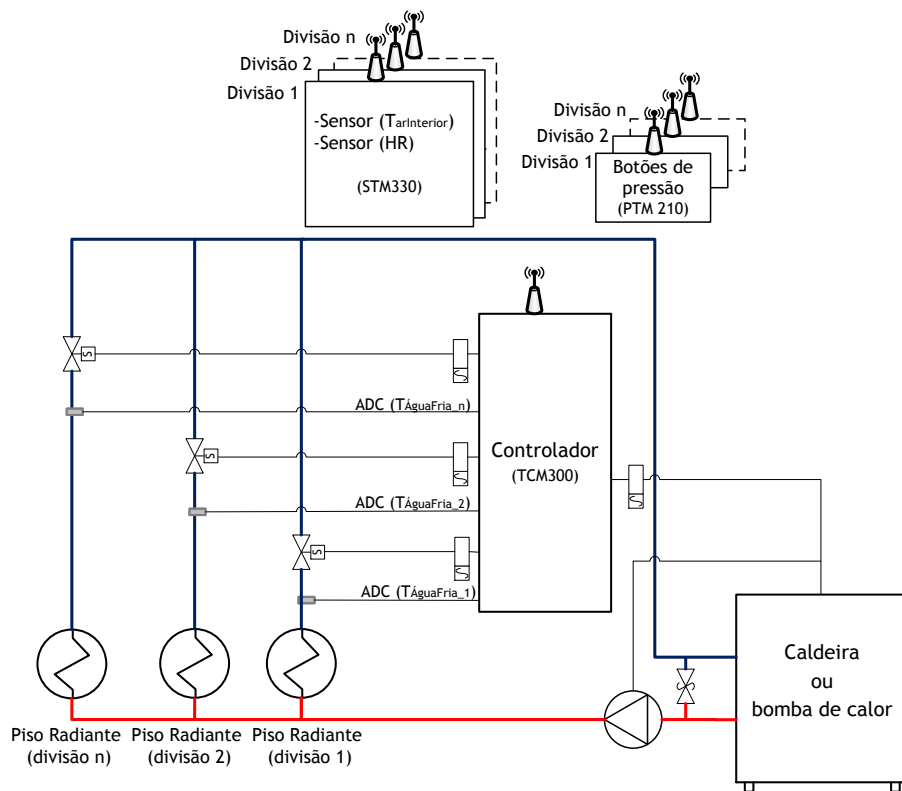 Divisão n
Divisão 2
Divisão 1
-Sensor (TarInterior)
-Sensor (HR)
(STM330)
Divisão n
Divisão 2
Divisão 1
Botões de
pressão
(PTM 210)
S
ADC (TÁguaFria_n)
S
ADC (TÁguaFria_2)
Controlador
(TCM300)
S
ADC (TÁguaFria_1)
Caldeira
ou
bomba de calor
Piso Radiante
(divisão n)
Piso Radiante
(divisão 2)
Piso Radiante
(divisão 1)